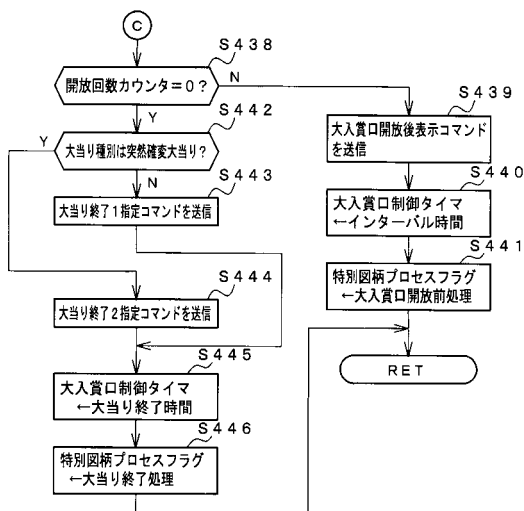 C
S438
開放回数カウンタ=0?
N
Y
S442
大当り種別は突然確変大当り?
Y
N
S443
大当り終了1指定コマンドを送信
S444
大当り終了2指定コマンドを送信
S445
大入賞口制御タイマ
←大当り終了時間
S446
特別図柄プロセスフラグ
←大当り終了処理
S439
大入賞口開放後表示コマンド
を送信
S440
大入賞口制御タイマ
←インターバル時間
S441
特別図柄プロセスフラグ
←大入賞口開放前処理
RET